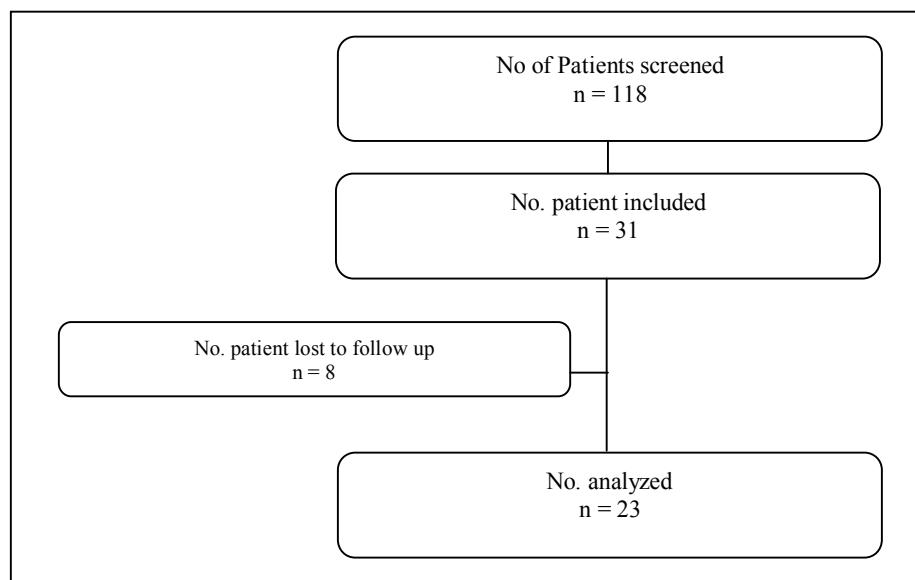 No of Patients screened
n = 118
No. patient included
n = 31
No. patient lost to follow up
n = 8
No. analyzed
n = 23